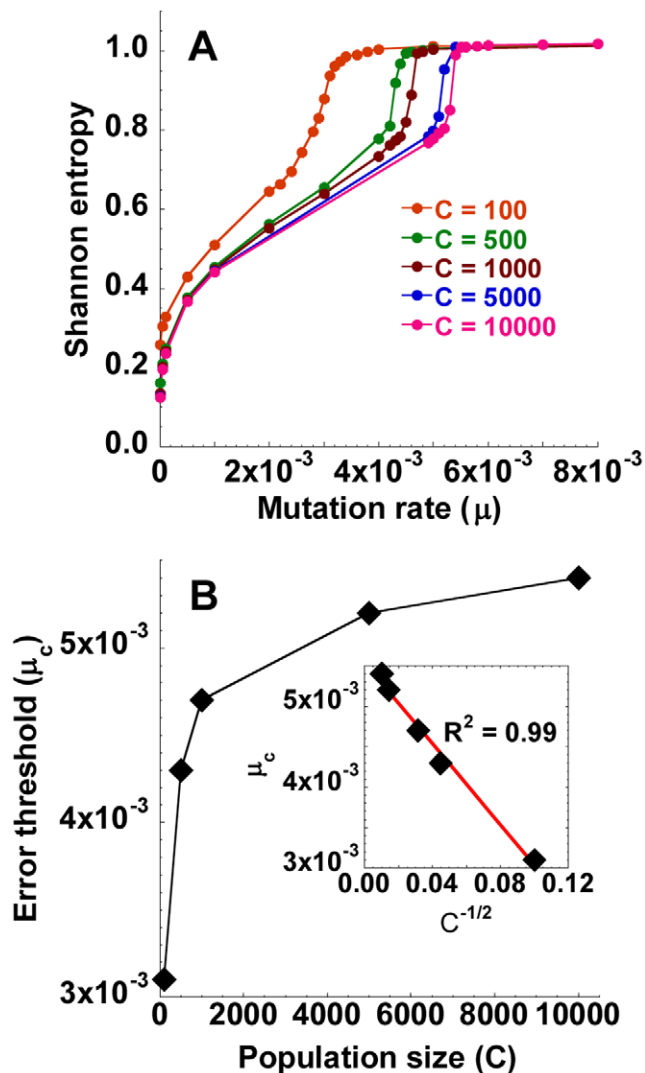 A
1.0
0.8
0.6
0.4
0.2
0.0
Shannon entropy
C = 100
C = 500
C = 1000
C = 5000
C = 10000
0 2x10⁻³ 4x10⁻³ 6x10⁻³ 8x10⁻³
Mutation rate (μ)
B
5x10⁻³
4x10⁻³
3x10⁻³
Error threshold (μc)
5x10⁻³
4x10⁻³
3x10⁻³
μc
R² = 0.99
0.00 0.04 0.08 0.12
C⁻¹/²
0 2000 4000 6000 8000 10000
Population size (C)